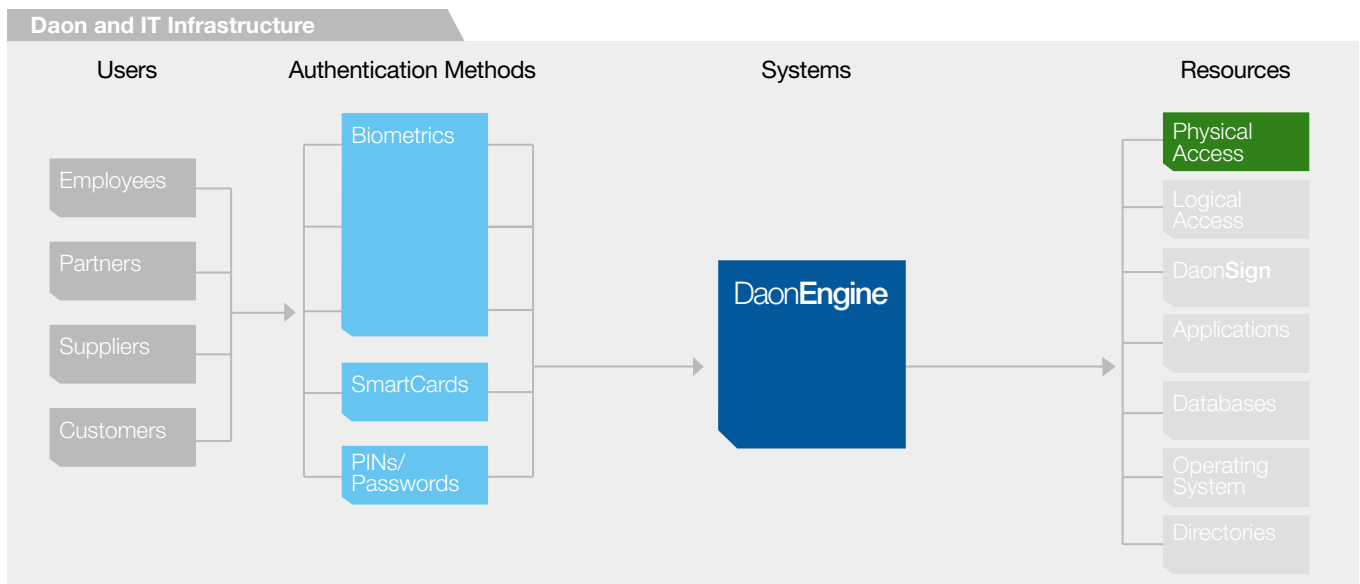 Daon and IT Infrastructure
Users
Authentication Methods
Systems
Resources
Employees
Partners
Suppliers
Customers
Biometrics
SmartCards
PINs/
Passwords
DaonEngine
Physical
Access
Logical
Access
DaonSign
Applications
Databases
Operating
System
Directories